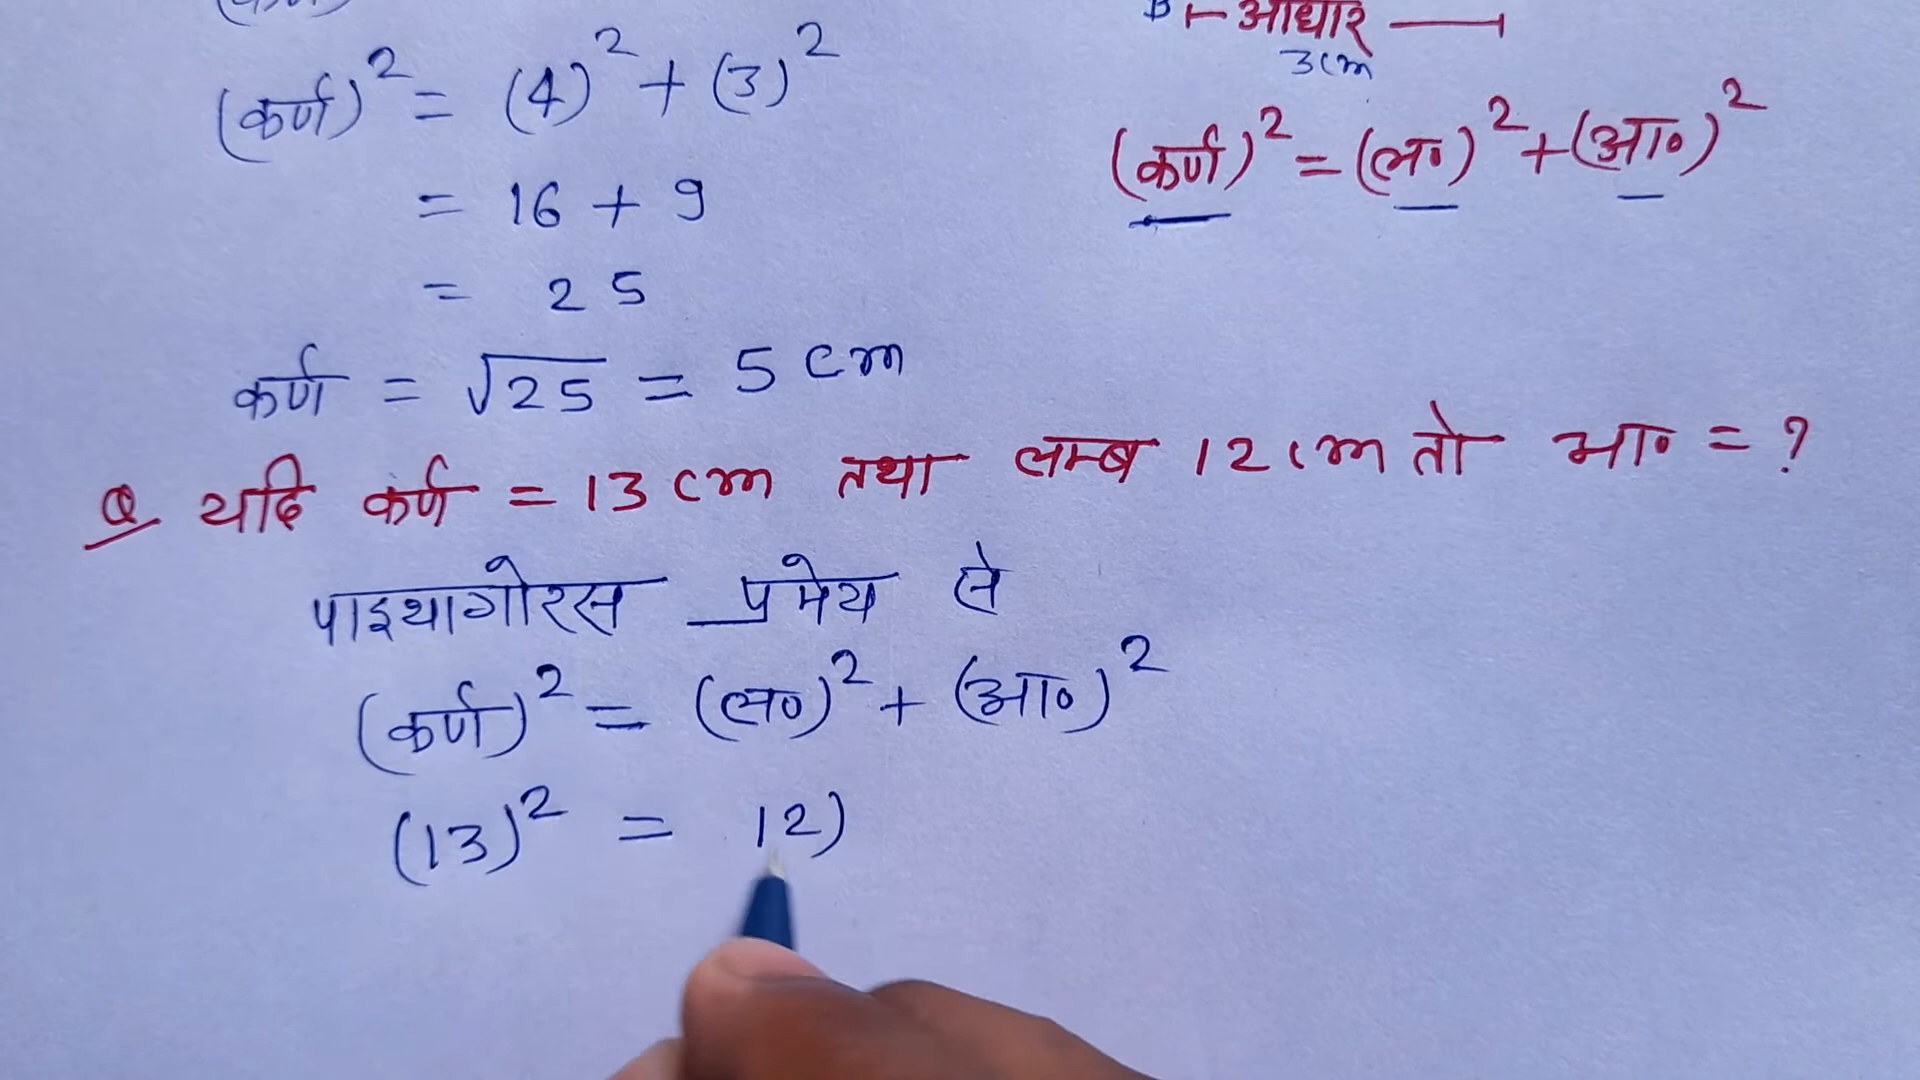 B आधार
3cm
(कर्ण)² = (4)² + (3)²
(कर्ण)² = (ल०)² + (आ०)²
= 16 + 9
= 25
कर्ण = √25 = 5 cm
Q यदि कर्ण = 13 cm तथा लम्ब 12 cm तो आ० = ?
पाइथागोरस प्रमेय से
(कर्ण)² = (ल०)² + (आ०)²
(13)² = 12)